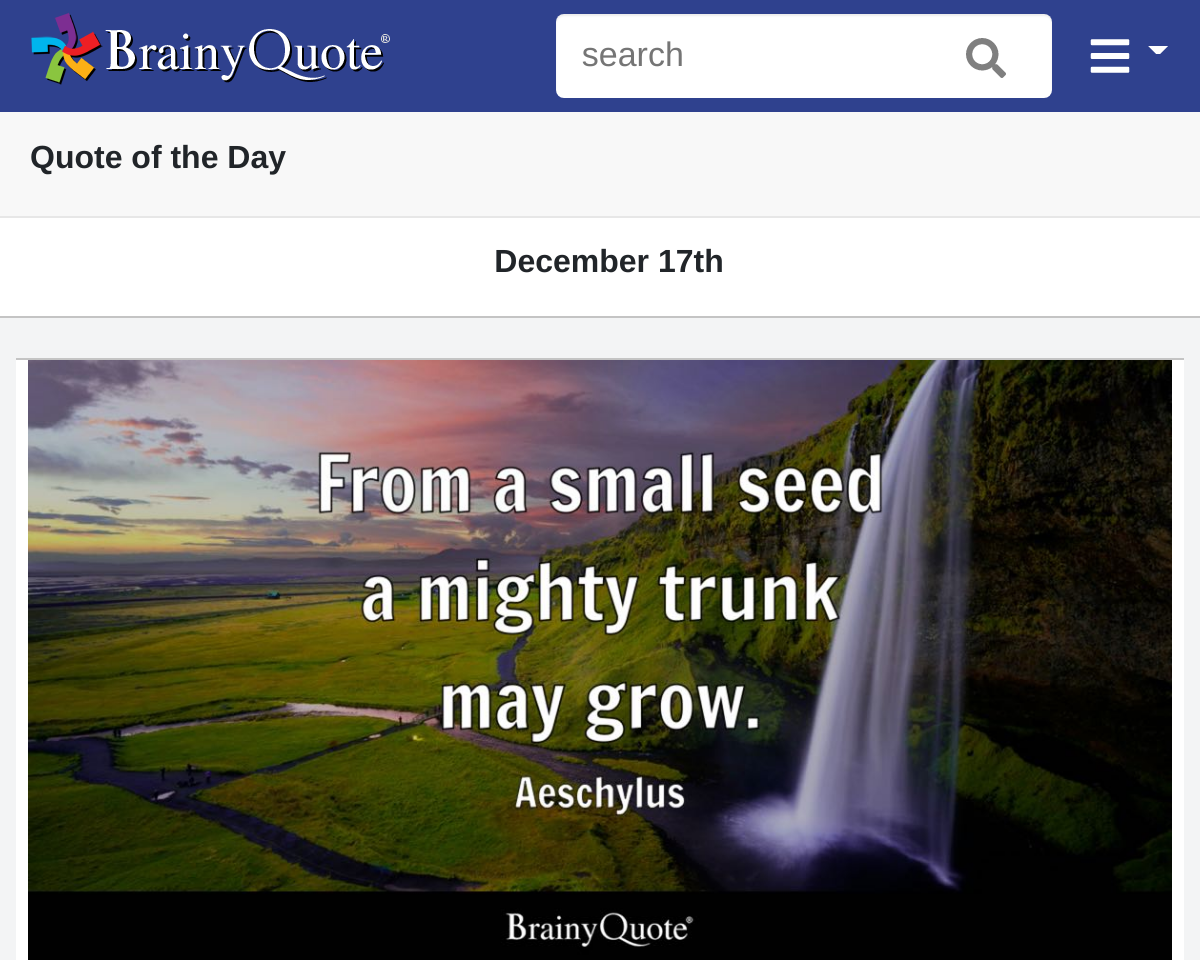 BrainyQuote®
search
Quote of the Day
December 17th
From a small seed
a mighty trunk
may grow.
Aeschylus
BrainyQuote®